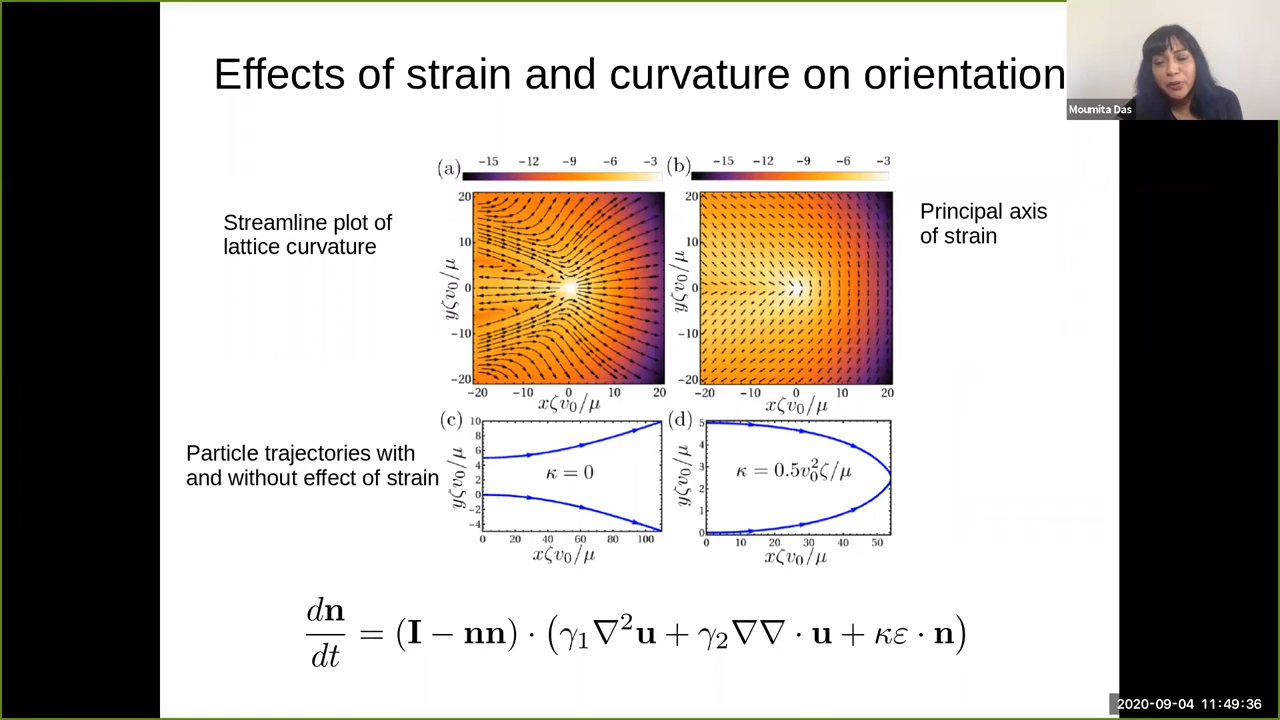 Effects of strain and curvature on orientation
Moumita Das
(a) −15 −12 −9 −6 −3
(b) −15 −12 −9 −6 −3
Streamline plot of
lattice curvature
Principal axis
of strain
20
10
0
−10
−20
yζv₀/μ
−20 −10 0 10 20
xζv₀/μ
20
10
0
−10
−20
yζv₀/μ
−20 −10 0 10 20
xζv₀/μ
Particle trajectories with
and without effect of strain
(c)
10
8
6
4
2
0
−2
−4
yζv₀/μ
κ = 0
0 20 40 60 80 100
xζv₀/μ
(d)
5
4
3
2
1
0
yζv₀/μ
κ = 0.5v₀²ζ/μ
0 10 20 30 40 50
xζv₀/μ
dn/dt = (I − nn) · (γ₁∇²u + γ₂∇∇ · u + κε · n)
2020-09-04 11:49:36